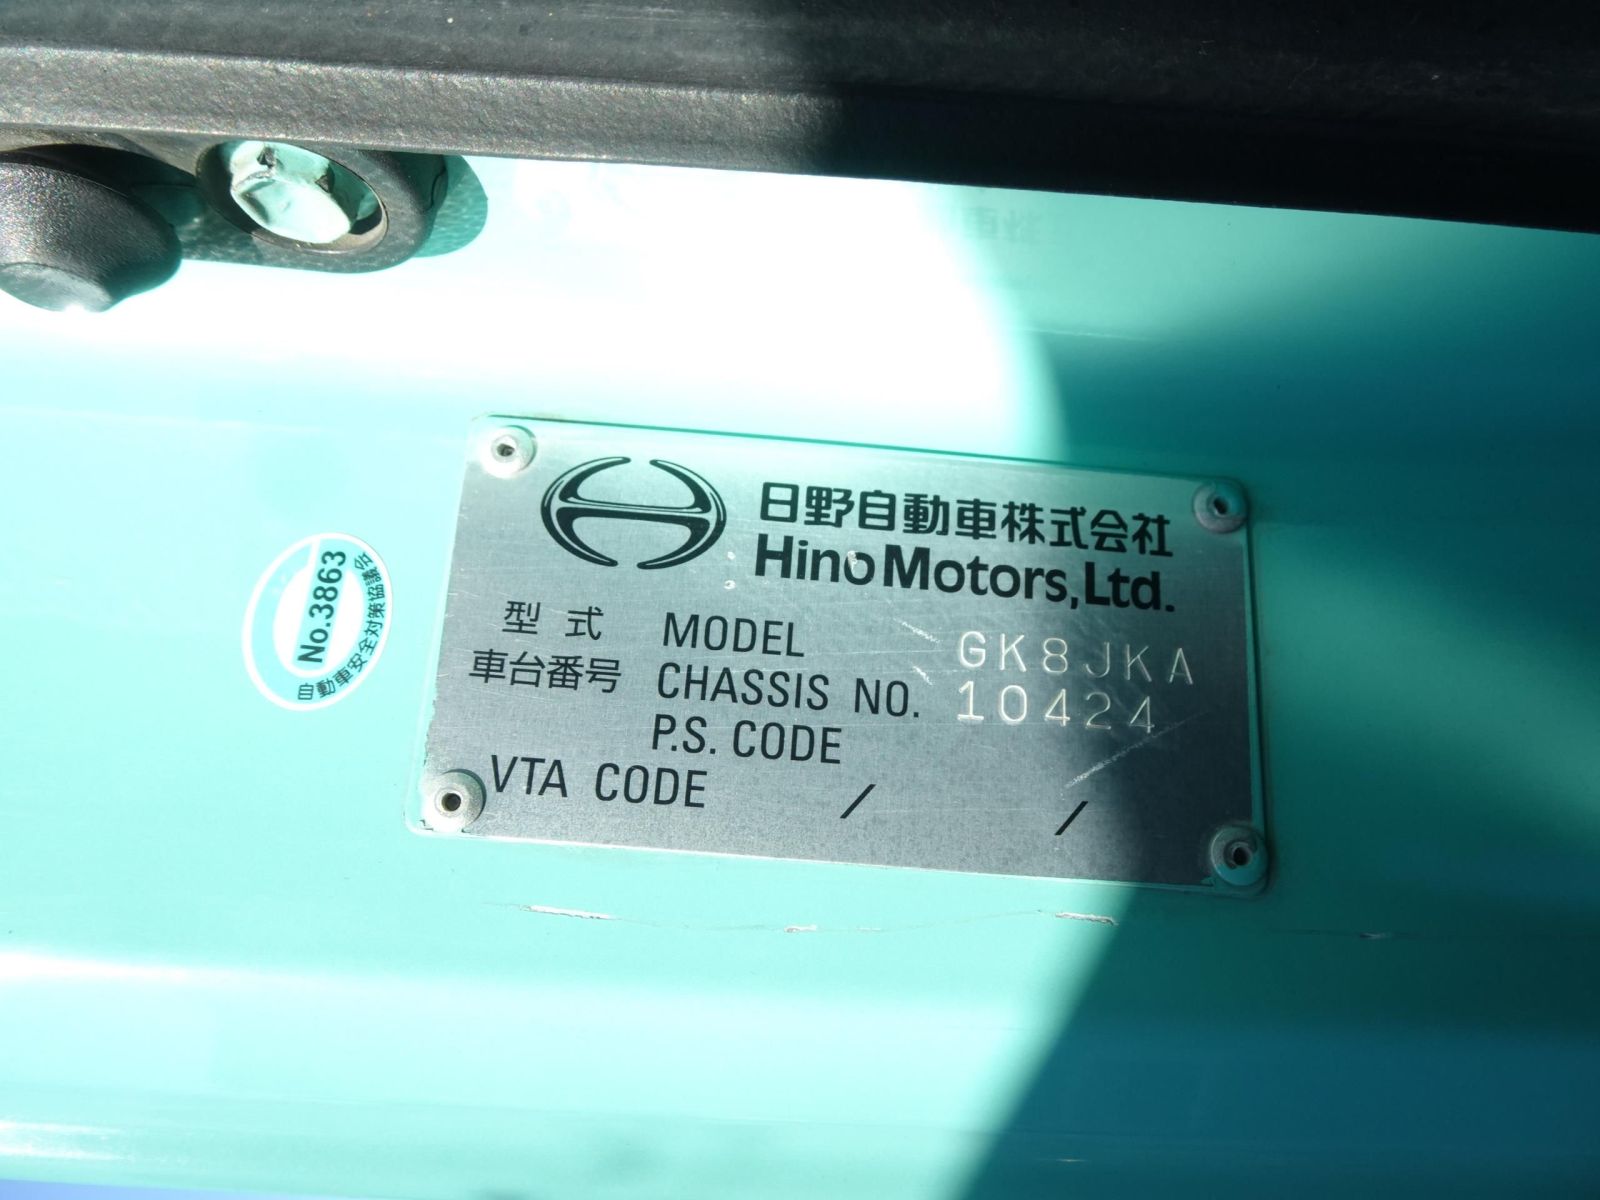 日野自動車株式会社
Hino Motors, Ltd.
型式 MODEL GK8JKA
車台番号 CHASSIS NO. 10424
P.S. CODE
VTA CODE / /
No.3863
自動車安全対策協議会